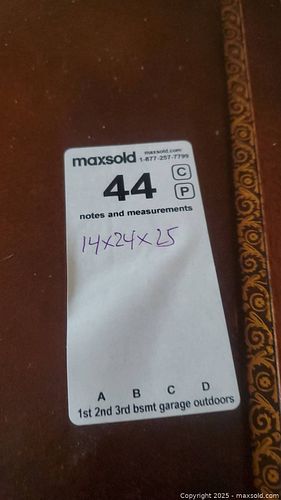 maxsold
maxsold.com
1-877-257-7799
44
C
P
notes and measurements
14x24x25
A B C D
1st 2nd 3rd bsmt garage outdoors
Copyright 2025 - maxsold.com